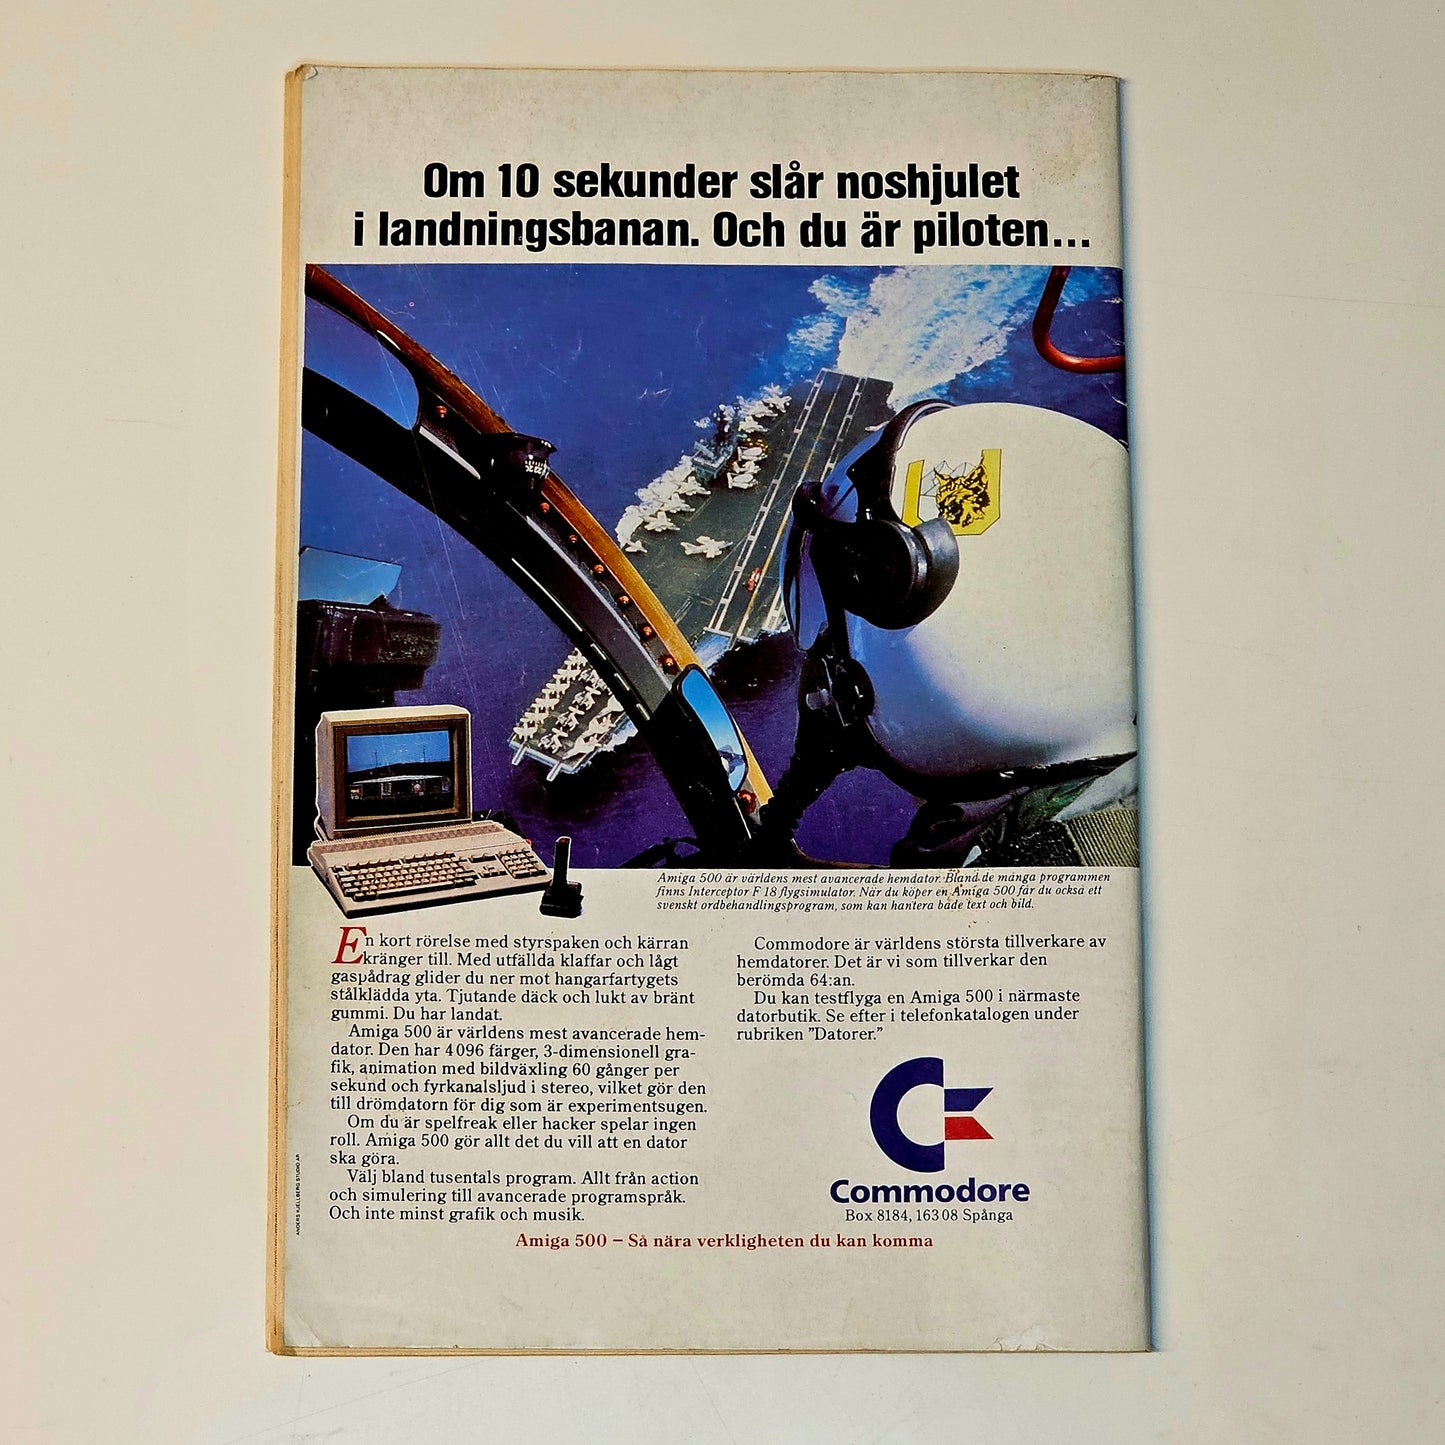 Om 10 sekunder slår noshjulet
i landningsbanan. Och du är piloten...
Amiga 500 är världens mest avancerade hemdator. Bland de många programmen
finns Interceptor F 18 flygsimulator. När du köper en Amiga 500 får du också ett
svenskt ordbehandlingsprogram, som kan hantera både text och bild.
En kort rörelse med styrspaken och kärran
kränger till. Med utfällda klaffar och lågt
gaspådrag glider du ner mot hangarfartygets
stålklädda yta. Tjutande däck och lukt av bränt
gummi. Du har landat.
Amiga 500 är världens mest avancerade hem-
dator. Den har 4096 färger, 3-dimensionell gra-
fik, animation med bildväxling 60 gånger per
sekund och fyrkanalsljud i stereo, vilket gör den
till drömdatorn för dig som är experimentsugen.
Om du är spelfreak eller hacker spelar ingen
roll. Amiga 500 gör allt det du vill att en dator
ska göra.
Välj bland tusentals program. Allt från action
och simulering till avancerade programspråk.
Och inte minst grafik och musik.
Commodore är världens största tillverkare av
hemdatorer. Det är vi som tillverkar den
berömda 64:an.
Du kan testflyga en Amiga 500 i närmaste
datorbutik. Se efter i telefonkatalogen under
rubriken "Datorer."
Commodore
Box 8184, 163 08 Spånga
Amiga 500 – Så nära verkligheten du kan komma
ANDERS KJELLBERG STUDIO AR